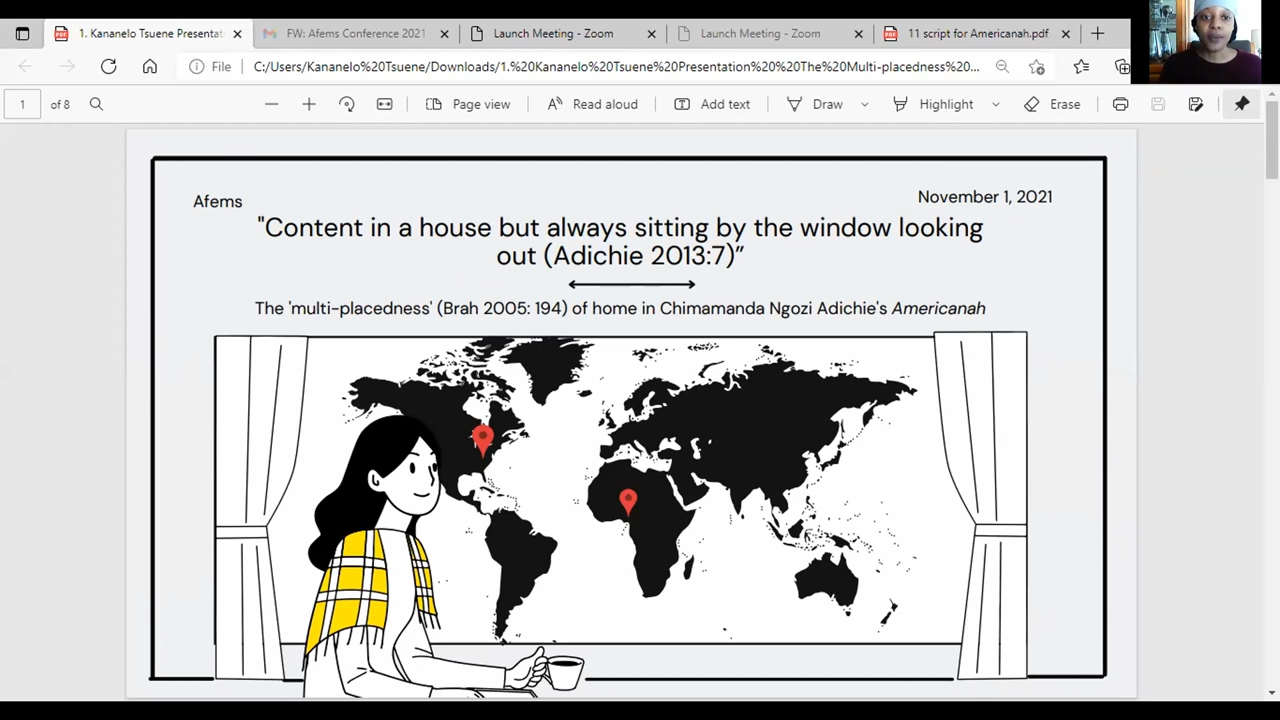 1. Kananelo Tsuene Presentat
FW: Afems Conference 2021
Launch Meeting - Zoom
Launch Meeting - Zoom
11 script for Americanah.pdf
File
C:/Users/Kananelo%20Tsuene/Downloads/1.%20Kananelo%20Tsuene%20Presentation%20%20The%20Multi-placedness%20...
1 of 8
Page view
Read aloud
Add text
Draw
Highlight
Erase
Afems
November 1, 2021
"Content in a house but always sitting by the window looking
out (Adichie 2013:7)”
The 'multi-placedness' (Brah 2005: 194) of home in Chimamanda Ngozi Adichie's Americanah